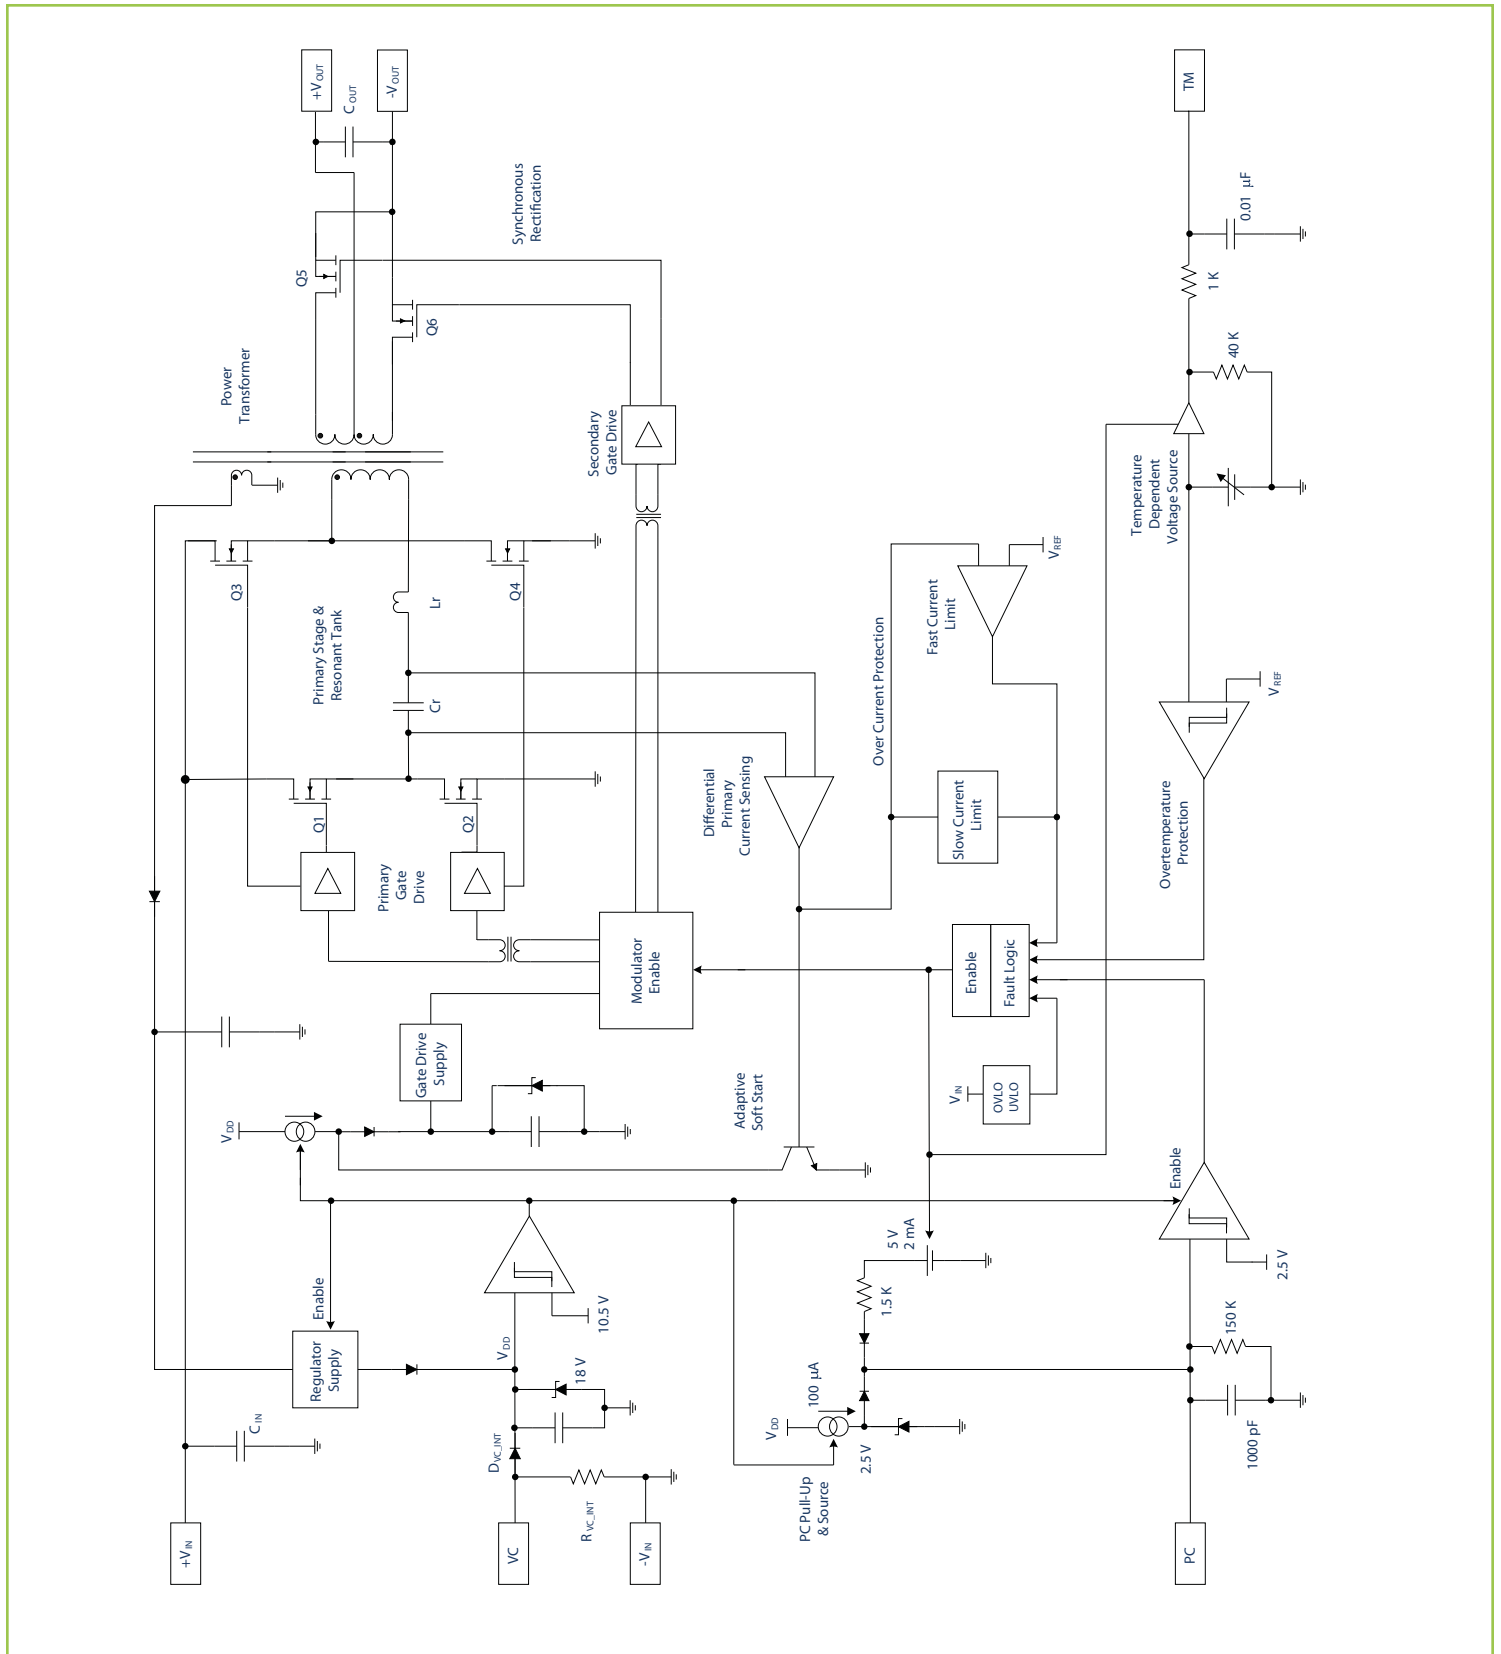 +VIN
CIN
VC
DVC_INT
RVC_INT
-VIN
18 V
VDD
10.5 V
Regulator
Supply
Enable
VDD
Gate Drive
Supply
Adaptive
Soft Start
Modulator
Enable
Primary
Gate
Drive
Q1
Q2
Q3
Q4
Primary Stage &
Resonant Tank
Cr
Lr
Power
Transformer
Q5
Q6
Synchronous
Rectification
Secondary
Gate Drive
+VOUT
COUT
-VOUT
Differential
Primary
Current Sensing
Over Current Protection
Slow Current
Limit
Fast Current
Limit
VREF
Enable
Fault Logic
VIN
OVLO
UVLO
PC Pull-Up
& Source
VDD
100 µA
2.5 V
1.5 K
5 V
2 mA
PC
1000 pF
150 K
2.5 V
Enable
Overtemperature
Protection
VREF
Temperature
Dependent
Voltage Source
40 K
1 K
0.01 µF
TM